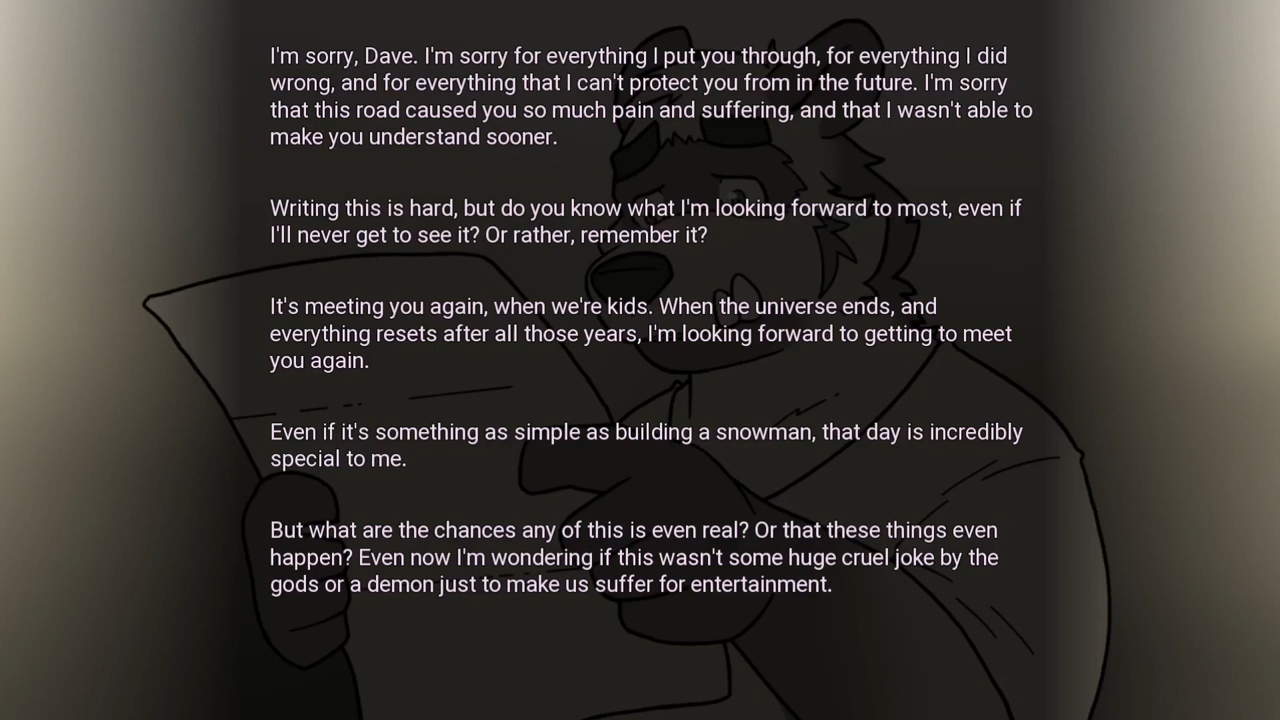 I'm sorry, Dave. I'm sorry for everything I put you through, for everything I did
wrong, and for everything that I can't protect you from in the future. I'm sorry
that this road caused you so much pain and suffering, and that I wasn't able to
make you understand sooner.
Writing this is hard, but do you know what I'm looking forward to most, even if
I'll never get to see it? Or rather, remember it?
It's meeting you again, when we're kids. When the universe ends, and
everything resets after all those years, I'm looking forward to getting to meet
you again.
Even if it's something as simple as building a snowman, that day is incredibly
special to me.
But what are the chances any of this is even real? Or that these things even
happen? Even now I'm wondering if this wasn't some huge cruel joke by the
gods or a demon just to make us suffer for entertainment.